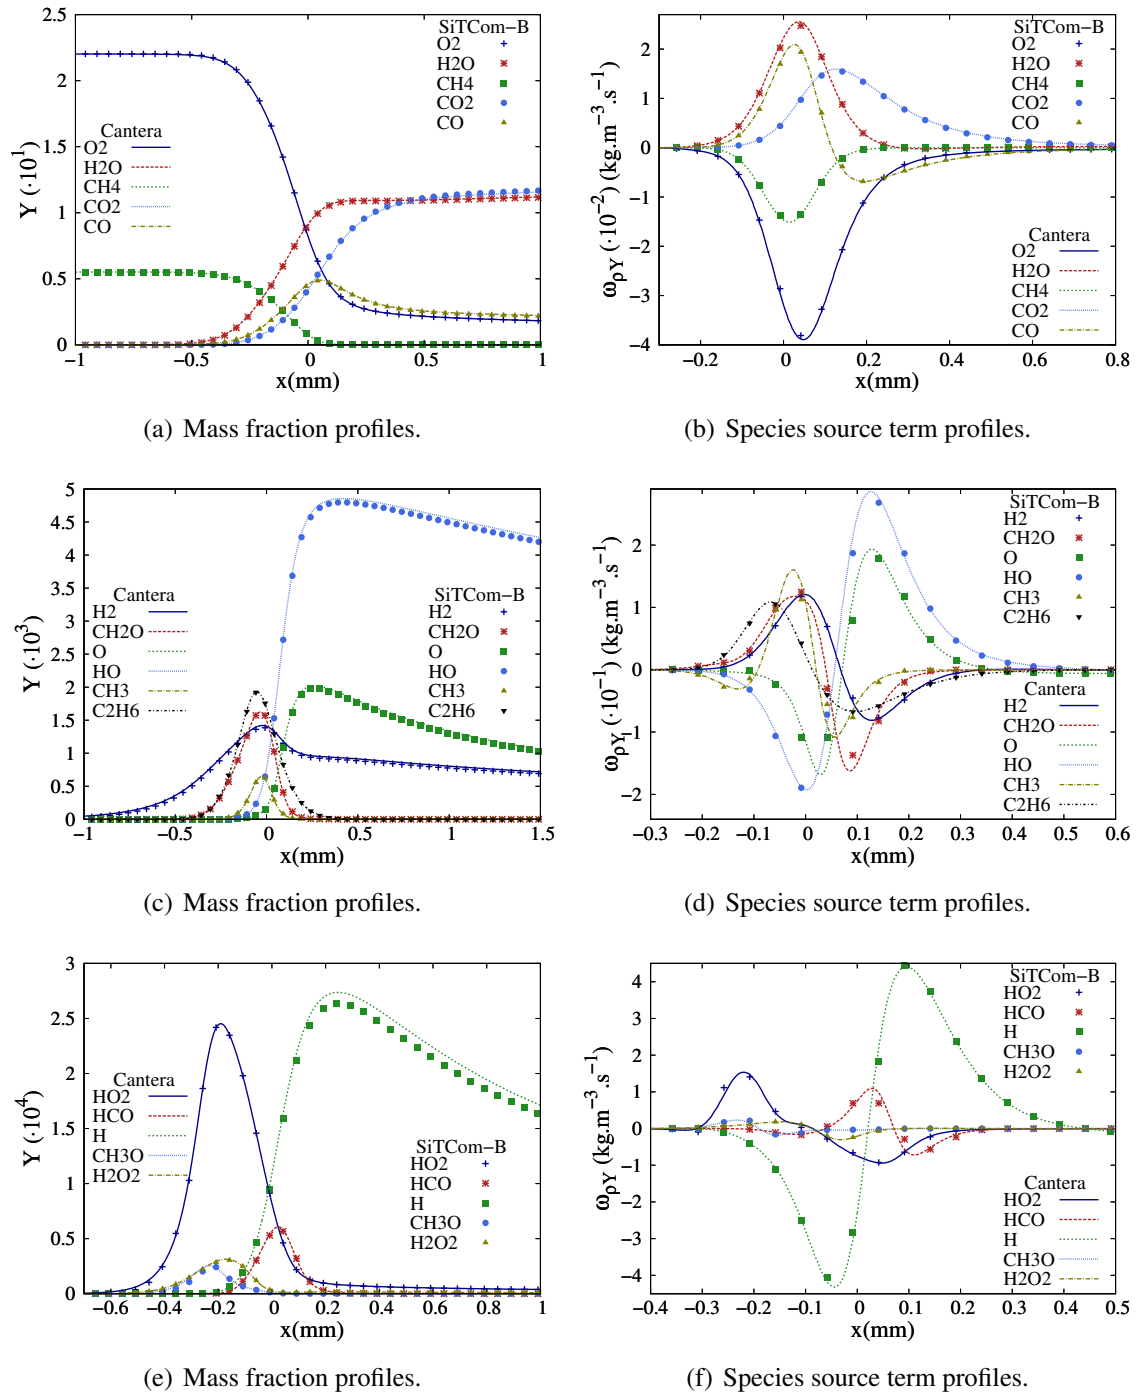 2.5
2
1.5
1
0.5
0
Y (·10¹)
SiTCom−B
O2
H2O
CH4
CO2
CO
Cantera
O2
H2O
CH4
CO2
CO
−1
−0.5
0
0.5
1
x(mm)
(a) Mass fraction profiles.
2
1
0
−1
−2
−3
−4
ω̇ρY (·10⁻²) (kg.m⁻³.s⁻¹)
SiTCom−B
O2
H2O
CH4
CO2
CO
Cantera
O2
H2O
CH4
CO2
CO
−0.2
0
0.2
0.4
0.6
0.8
x(mm)
(b) Species source term profiles.
5
4.5
4
3.5
3
2.5
2
1.5
1
0.5
0
Y (·10³)
Cantera
H2
CH2O
O
HO
CH3
C2H6
SiTCom−B
H2
CH2O
O
HO
CH3
C2H6
−1
−0.5
0
0.5
1
1.5
x(mm)
(c) Mass fraction profiles.
2
1
0
−1
−2
ω̇ρY (·10⁻¹) (kg.m⁻³.s⁻¹)
SiTCom−B
H2
CH2O
O
HO
CH3
C2H6
Cantera
H2
CH2O
O
HO
CH3
C2H6
−0.3
−0.2
−0.1
0
0.1
0.2
0.3
0.4
0.5
0.6
x(mm)
(d) Species source term profiles.
3
2.5
2
1.5
1
0.5
0
Y (·10⁴)
Cantera
HO2
HCO
H
CH3O
H2O2
SiTCom−B
HO2
HCO
H
CH3O
H2O2
−0.6
−0.4
−0.2
0
0.2
0.4
0.6
0.8
1
x(mm)
(e) Mass fraction profiles.
4
3
2
1
0
−1
−2
−3
−4
ω̇ρY (kg.m⁻³.s⁻¹)
SiTCom−B
HO2
HCO
H
CH3O
H2O2
Cantera
HO2
HCO
H
CH3O
H2O2
−0.4
−0.3
−0.2
−0.1
0
0.1
0.2
0.3
0.4
0.5
x(mm)
(f) Species source term profiles.